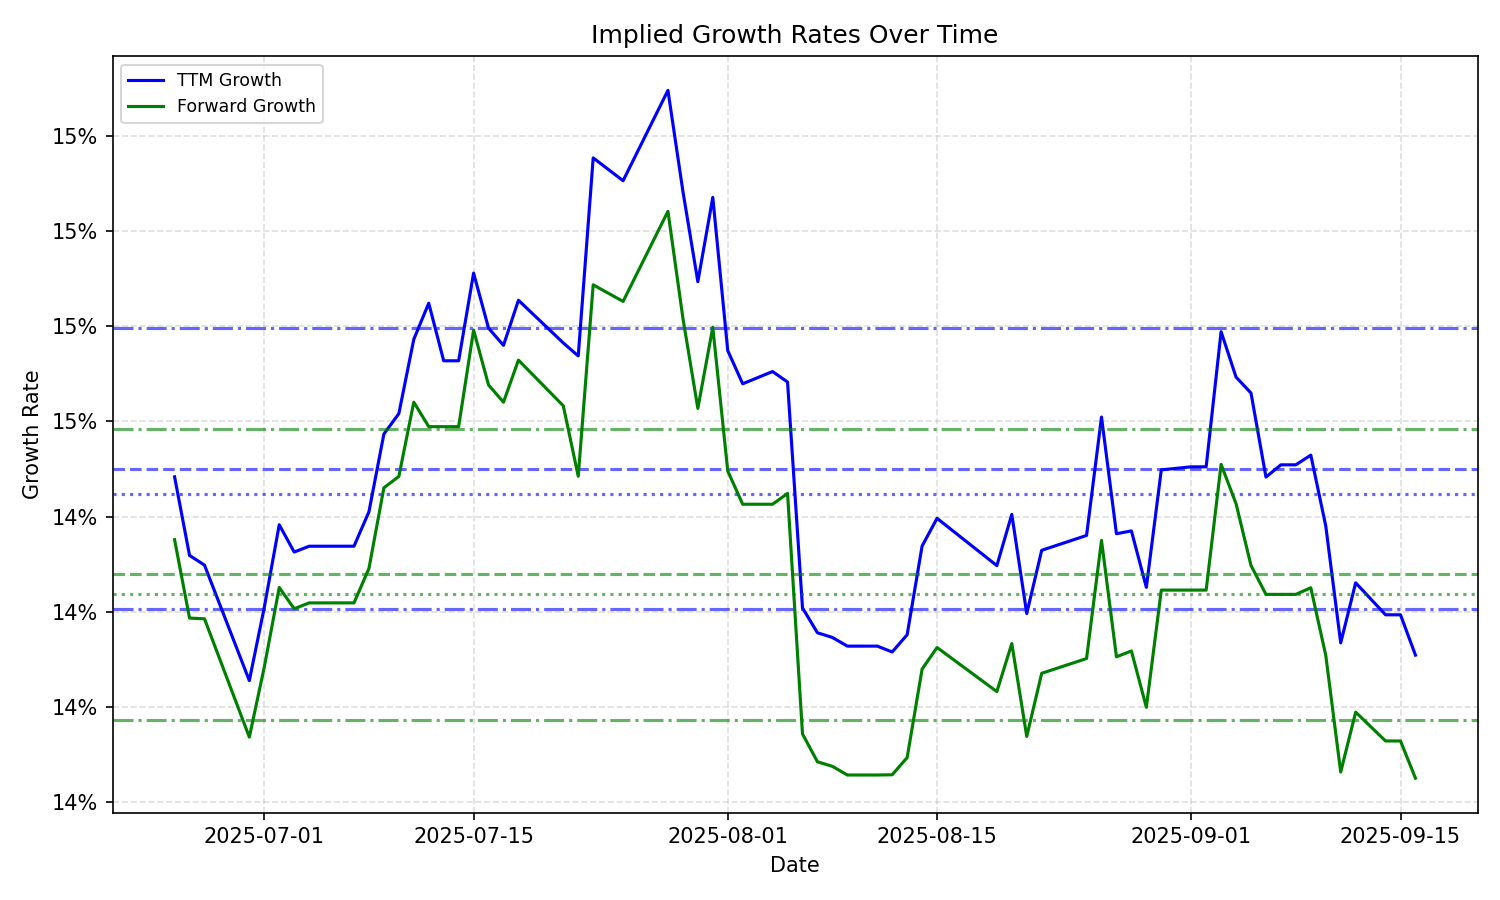 Implied Growth Rates Over Time
TTM Growth
Forward Growth
15%
15%
15%
15%
14%
14%
14%
14%
Growth Rate
2025-07-01
2025-07-15
2025-08-01
2025-08-15
2025-09-01
2025-09-15
Date